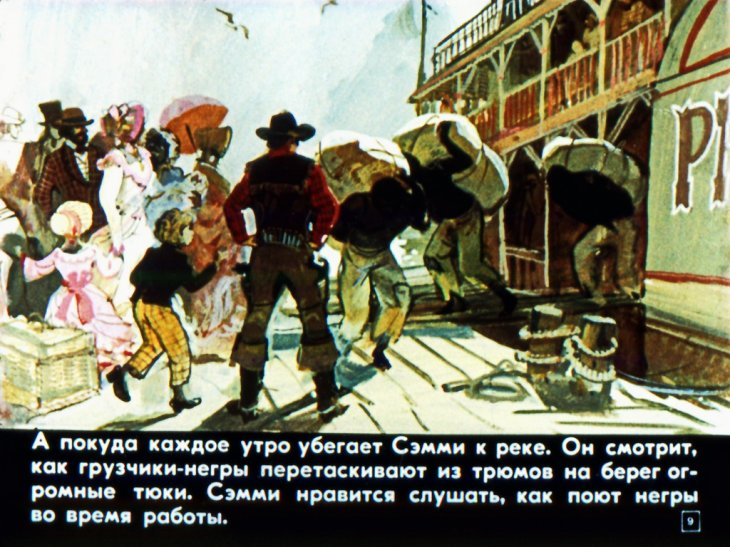 РI
А покуда каждое утро убегает Сэмми к реке. Он смотрит,
как грузчики-негры перетаскивают из трюмов на берег ог-
ромные тюки. Сэмми нравится слушать, как поют негры
во время работы.
9